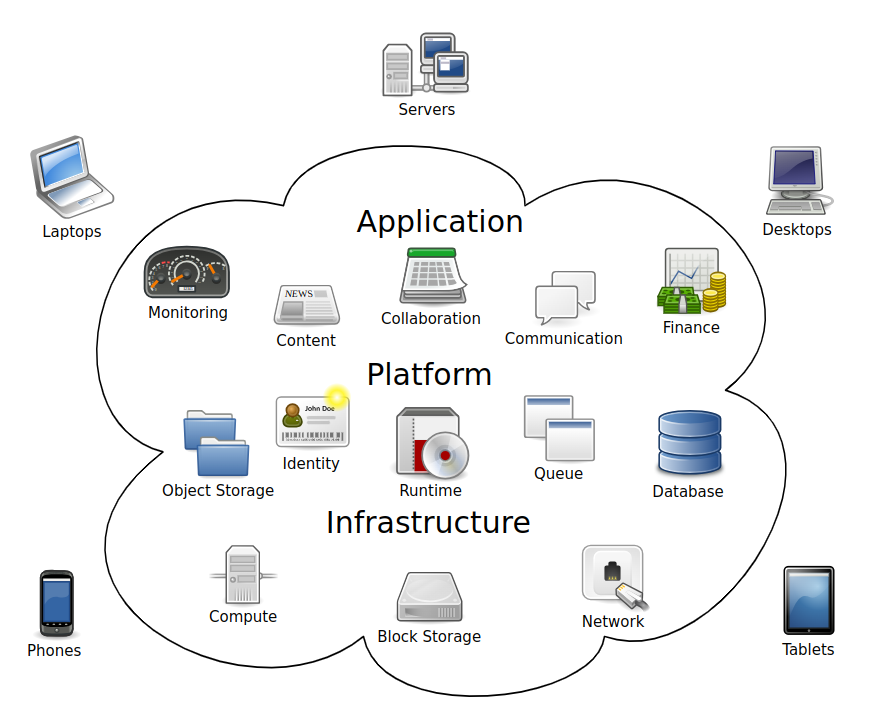 Servers
Laptops
Desktops
Application
Monitoring
NEWS
Content
Collaboration
Communication
Finance
Platform
Object Storage
John Doe
Identity
Runtime
Queue
Database
Infrastructure
Compute
Block Storage
Network
Phones
Tablets